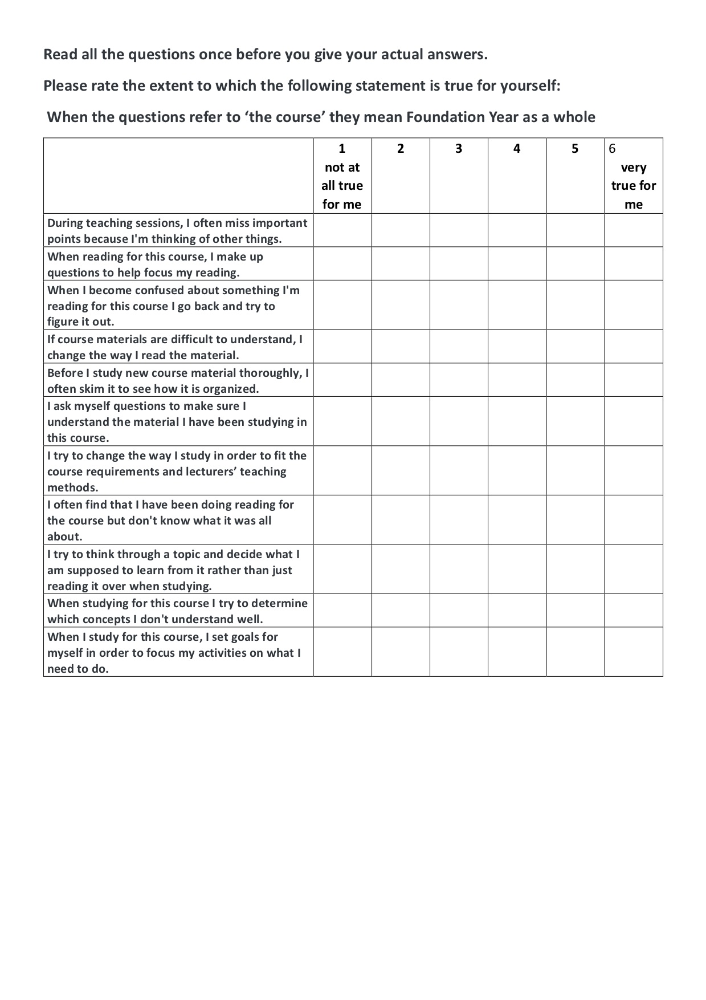 Read all the questions once before you give your actual answers.
Please rate the extent to which the following statement is true for yourself:
When the questions refer to ‘the course’ they mean Foundation Year as a whole
1 2 3 4 5 6
not at very
all true true for
for me me
During teaching sessions, I often miss important
points because I'm thinking of other things.
When reading for this course, I make up
questions to help focus my reading.
When I become confused about something I'm
reading for this course I go back and try to
figure it out.
If course materials are difficult to understand, I
change the way I read the material.
Before I study new course material thoroughly, I
often skim it to see how it is organized.
I ask myself questions to make sure I
understand the material I have been studying in
this course.
I try to change the way I study in order to fit the
course requirements and lecturers’ teaching
methods.
I often find that I have been doing reading for
the course but don't know what it was all
about.
I try to think through a topic and decide what I
am supposed to learn from it rather than just
reading it over when studying.
When studying for this course I try to determine
which concepts I don't understand well.
When I study for this course, I set goals for
myself in order to focus my activities on what I
need to do.